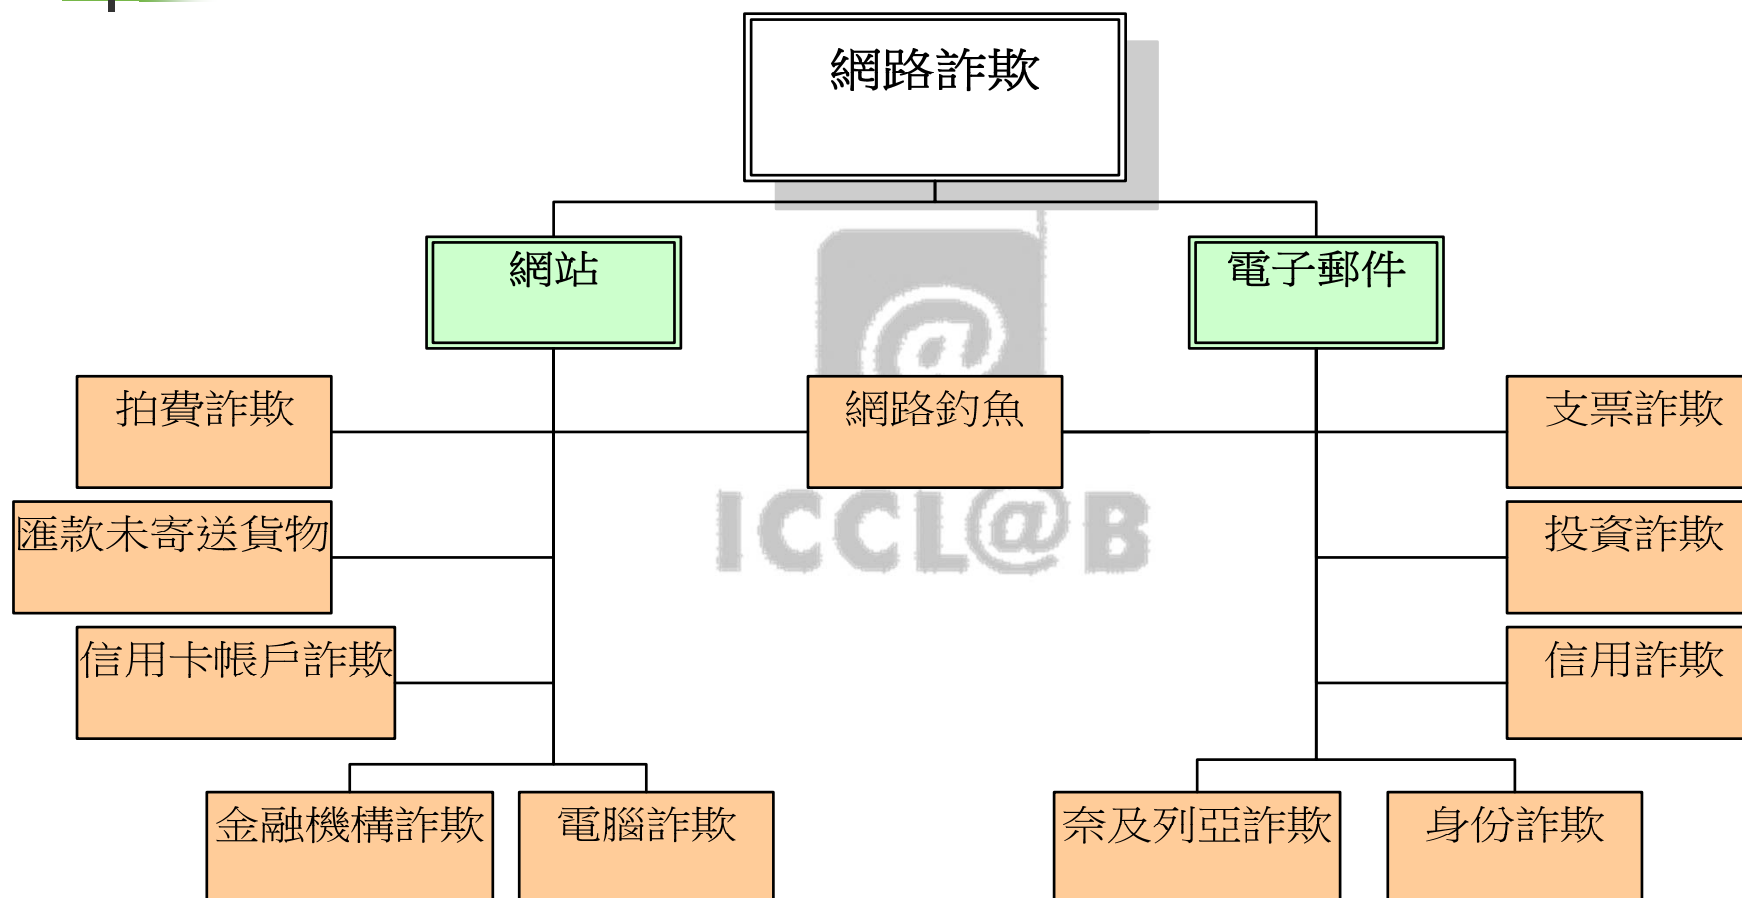 網路詐欺
網站
電子郵件
拍費詐欺
網路釣魚
支票詐欺
ICCL@B
匯款未寄送貨物
投資詐欺
信用卡帳戶詐欺
信用詐欺
金融機構詐欺
電腦詐欺
奈及列亞詐欺
身份詐欺